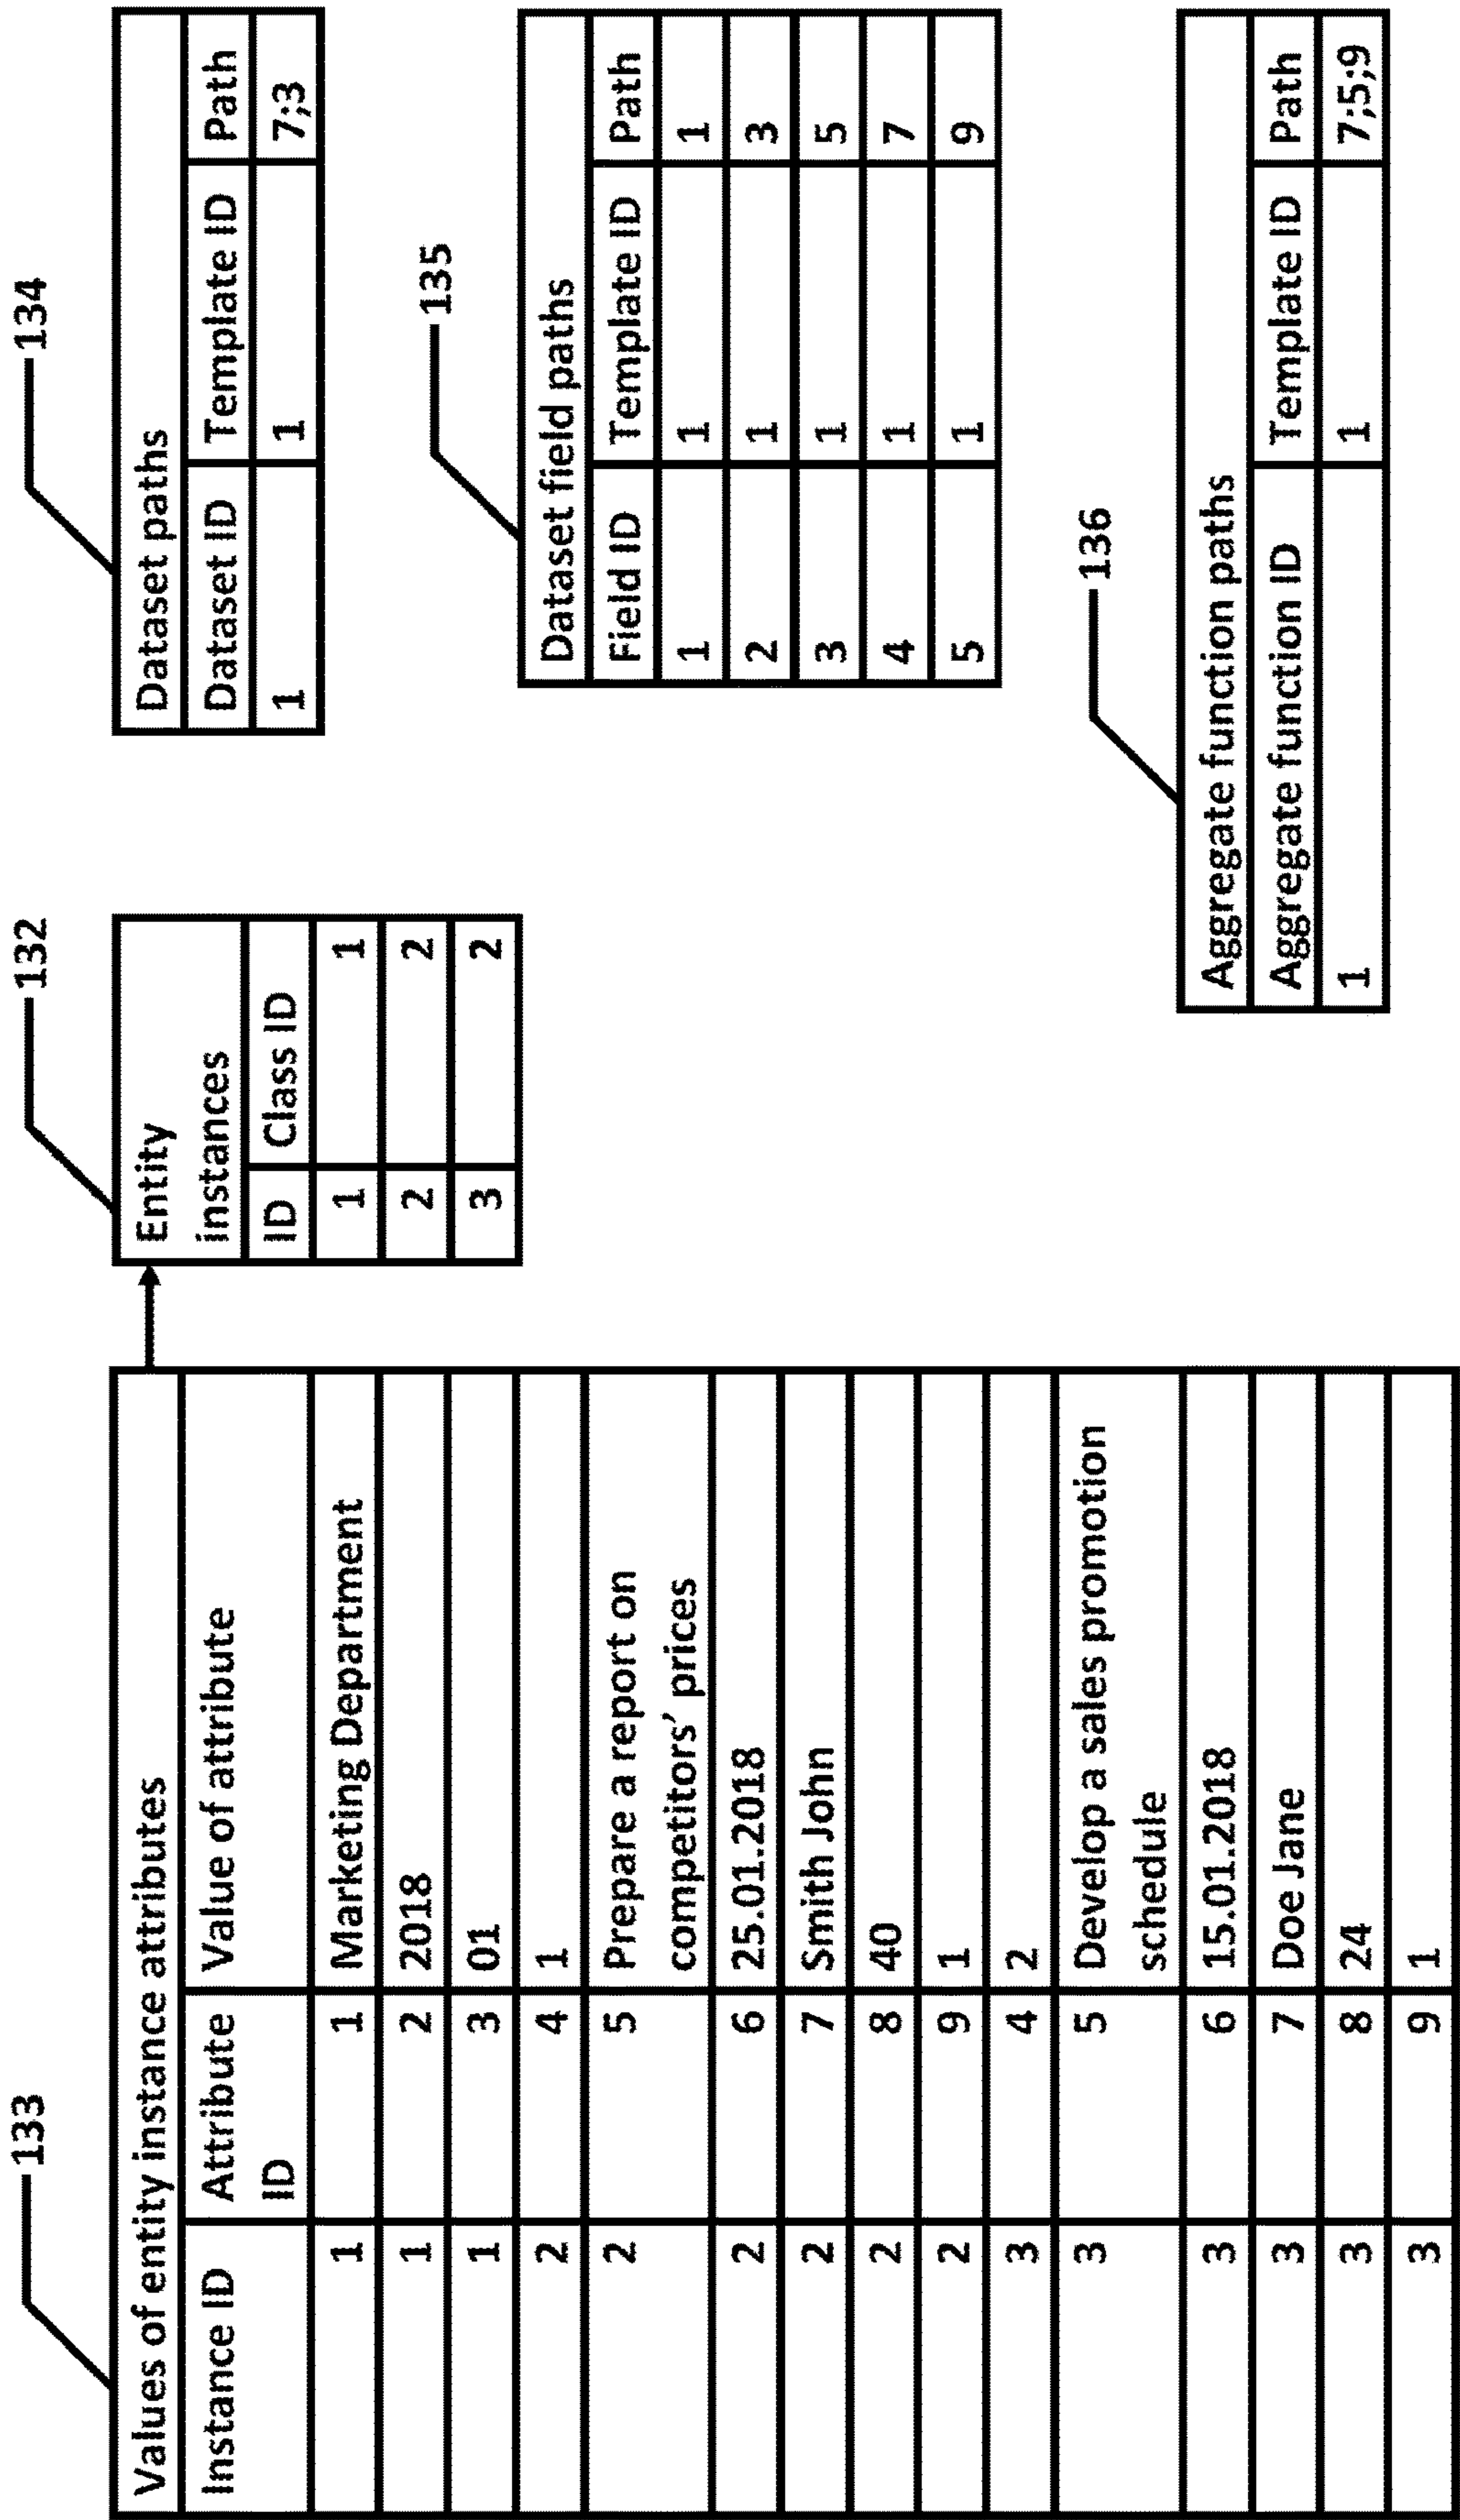 133
Values of entity instance attributes
Instance ID Attribute ID Value of attribute
1 1 Marketing Department
1 2 2018
1 3 01
2 4 1
2 5 Prepare a report on
competitors’ prices
2 6 25.01.2018
2 7 Smith John
2 8 40
2 9 1
3 4 2
3 5 Develop a sales promotion
schedule
3 6 15.01.2018
3 7 Doe Jane
3 8 24
3 9 1
132
Entity
instances
ID Class ID
1 1
2 2
3 2
134
Dataset paths
Dataset ID Template ID Path
1 1 7;3
135
Dataset field paths
Field ID Template ID Path
1 1 1
2 1 3
3 1 5
4 1 7
5 1 9
136
Aggregate function paths
Aggregate function ID Template ID Path
1 1 7;5;9